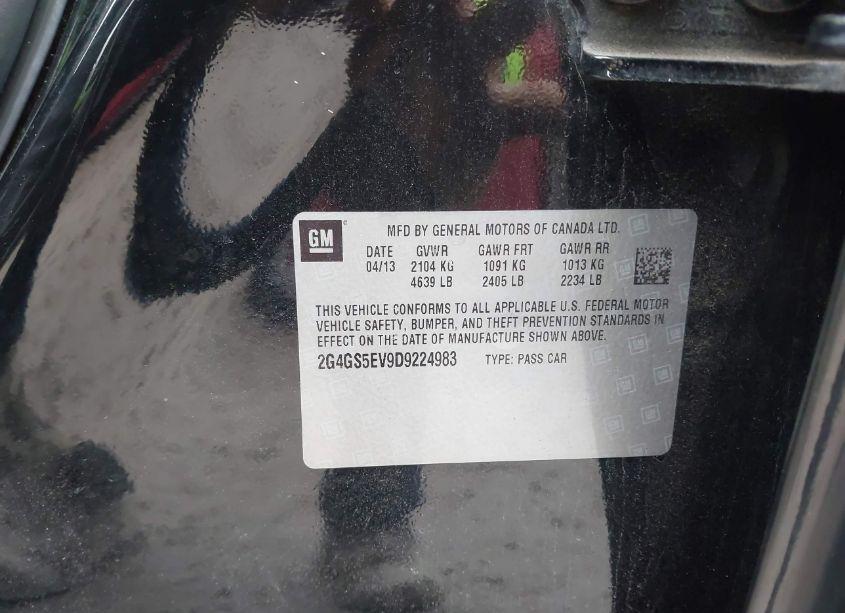 GM
MFD BY GENERAL MOTORS OF CANADA LTD.
DATE GVWR GAWR FRT GAWR RR
04/13 2104 KG 1091 KG 1013 KG
4639 LB 2405 LB 2234 LB
THIS VEHICLE CONFORMS TO ALL APPLICABLE U.S. FEDERAL MOTOR
VEHICLE SAFETY, BUMPER, AND THEFT PREVENTION STANDARDS IN
EFFECT ON THE DATE OF MANUFACTURE SHOWN ABOVE.
2G4GS5EV9D9224983 TYPE: PASS CAR